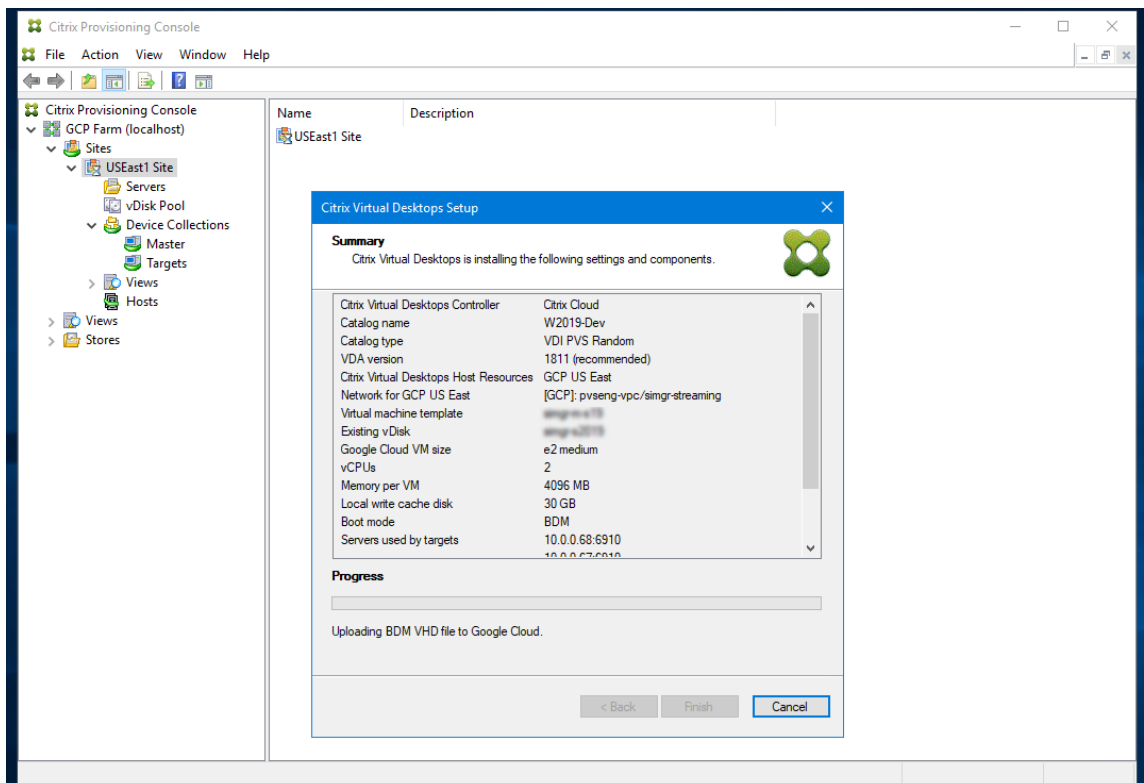 Citrix Provisioning Console
File Action View Window Help
Citrix Provisioning Console
GCP Farm (localhost)
Sites
USEast1 Site
Servers
vDisk Pool
Device Collections
Master
Targets
Views
Hosts
Views
Stores
Name Description
USEast1 Site
Citrix Virtual Desktops Setup
Summary
Citrix Virtual Desktops is installing the following settings and components.
Citrix Virtual Desktops Controller Citrix Cloud
Catalog name W2019-Dev
Catalog type VDI PVS Random
VDA version 1811 (recommended)
Citrix Virtual Desktops Host Resources GCP US East
Network for GCP US East [GCP]: pvseng-vpc/simgr-streaming
Virtual machine template
Existing vDisk
Google Cloud VM size e2 medium
vCPUs 2
Memory per VM 4096 MB
Local write cache disk 30 GB
Boot mode BDM
Servers used by targets 10.0.0.68:6910
10.0.0.67:6910
Progress
Uploading BDM VHD file to Google Cloud.
< Back Finish Cancel